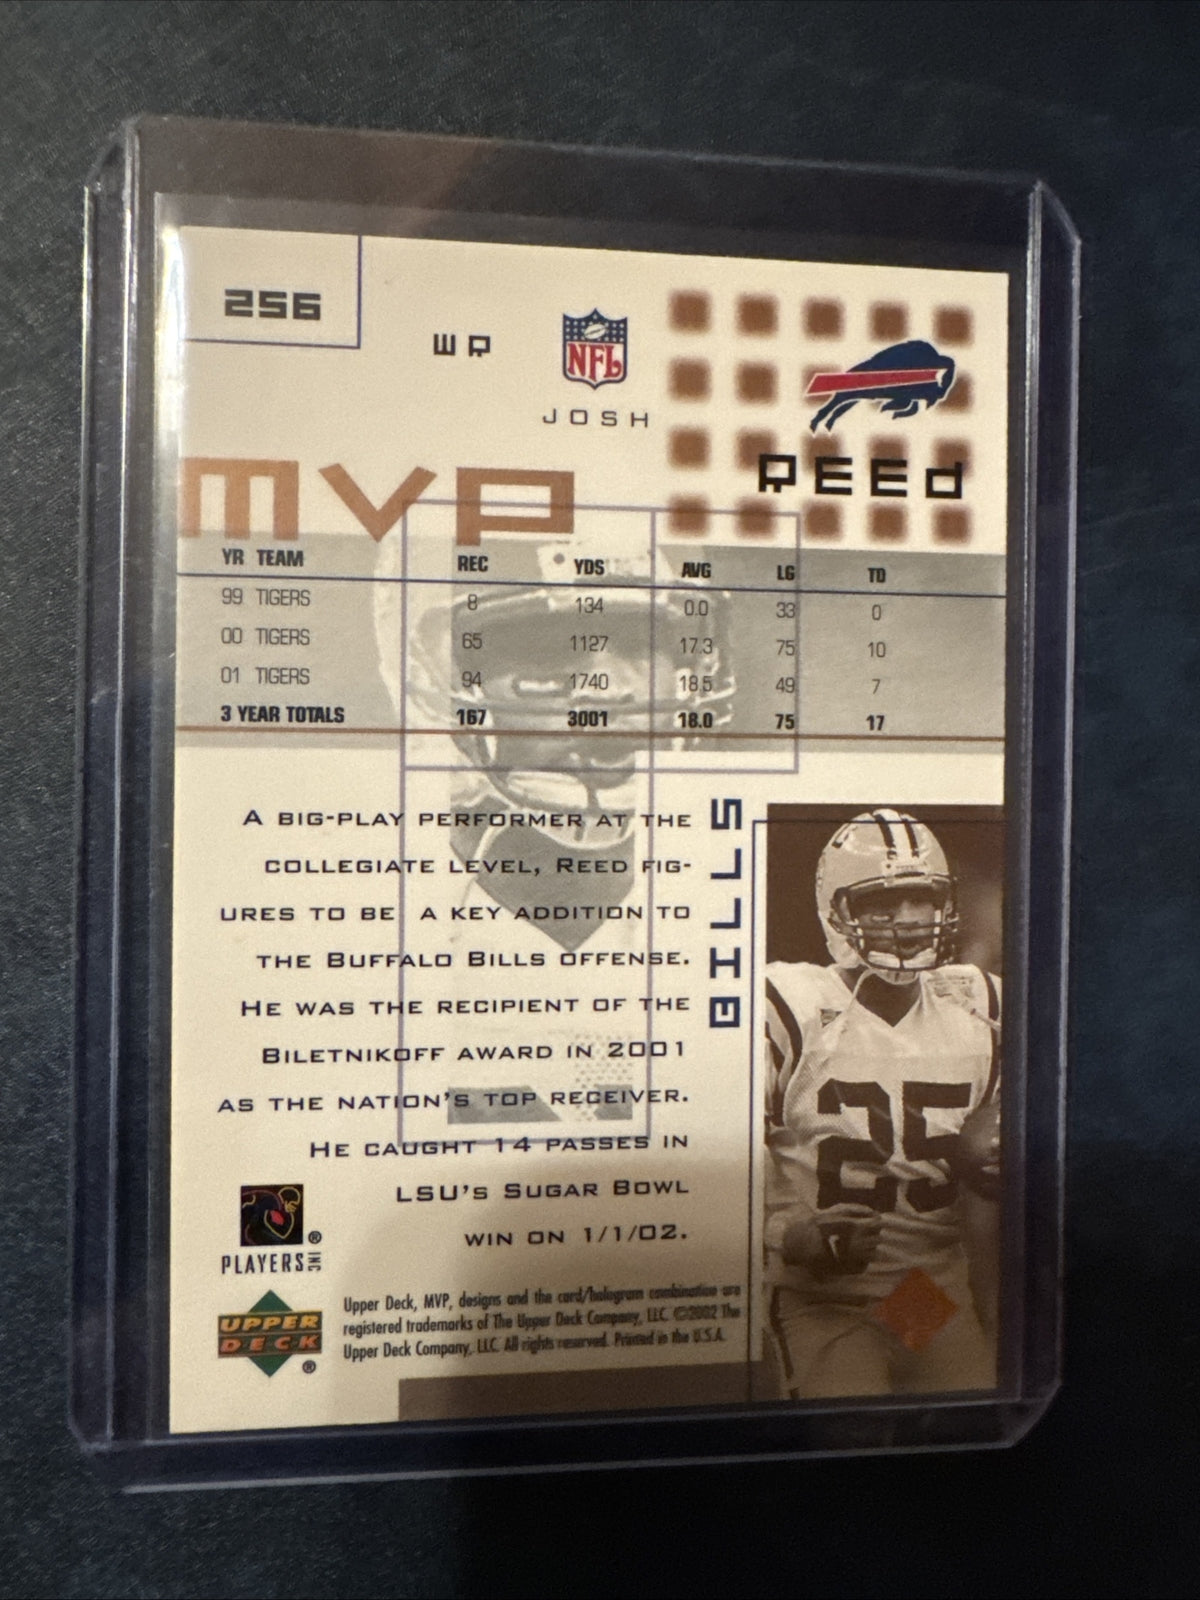 256
WR
NFL
JOSH
REED
MVP
YR TEAM REC YDS AVG LG TD
99 TIGERS 8 134 0.0 33 0
00 TIGERS 65 1127 17.3 75 10
01 TIGERS 94 1740 18.5 49 7
3 YEAR TOTALS 167 3001 18.0 75 17
A BIG-PLAY PERFORMER AT THE
COLLEGIATE LEVEL, REED FIG-
URES TO BE A KEY ADDITION TO
THE BUFFALO BILLS OFFENSE.
HE WAS THE RECIPIENT OF THE
BILETNIKOFF AWARD IN 2001
AS THE NATION'S TOP RECEIVER.
HE CAUGHT 14 PASSES IN
LSU'S SUGAR BOWL
WIN ON 1/1/02.
BILLS
25
PLAYERS INC ®
UPPER
DECK
®
Upper Deck, MVP, designs and the card/hologram combination are
registered trademarks of The Upper Deck Company, LLC. ©2002 The
Upper Deck Company, LLC. All rights reserved. Printed in the U.S.A.